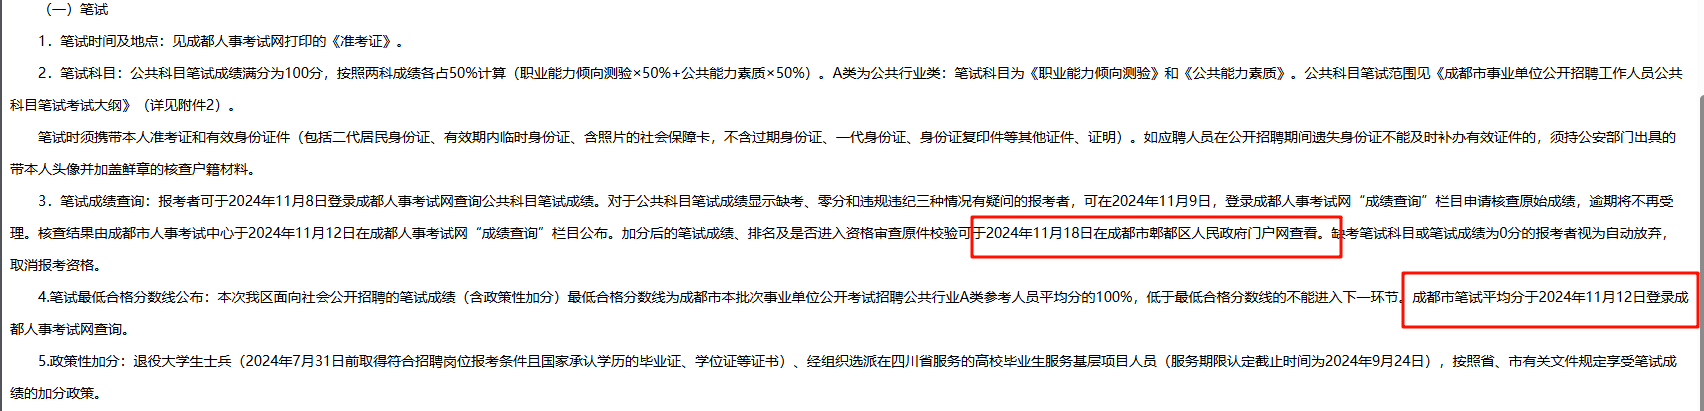 （一）笔试
1．笔试时间及地点：见成都人事考试网打印的《准考证》。
2．笔试科目：公共科目笔试成绩满分为100分，按照两科成绩各占50%计算（职业能力倾向测验×50%+公共能力素质×50%）。A类为公共行业类：笔试科目为《职业能力倾向测验》和《公共能力素质》。公共科目笔试范围见《成都市事业单位公开招聘工作人员公共
科目笔试考试大纲》（详见附件2）。
笔试时须携带本人准考证和有效身份证件（包括二代居民身份证、有效期内临时身份证、含照片的社会保障卡，不含过期身份证、一代身份证、身份证复印件等其他证件、证明）。如应聘人员在公开招聘期间遗失身份证不能及时补办有效证件的，须持公安部门出具的
带本人头像并加盖鲜章的核查户籍材料。
3．笔试成绩查询：报考者可于2024年11月8日登录成都人事考试网查询公共科目笔试成绩。对于公共科目笔试成绩显示缺考、零分和违规违纪三种情况有疑问的报考者，可在2024年11月9日，登录成都人事考试网“成绩查询”栏目申请核查原始成绩，逾期将不再受
理。核查结果由成都市人事考试中心于2024年11月12日在成都人事考试网“成绩查询”栏目公布。加分后的笔试成绩、排名及是否进入资格审查原件校验可于2024年11月18日在成都市郫都区人民政府门户网查看。缺考笔试科目或笔试成绩为0分的报考者视为自动放弃，
取消报考资格。
4.笔试最低合格分数线公布：本次我区面向社会公开招聘的笔试成绩（含政策性加分）最低合格分数线为成都市本批次事业单位公开考试招聘公共行业A类参考人员平均分的100%，低于最低合格分数线的不能进入下一环节。成都市笔试平均分于2024年11月12日登录成
都人事考试网查询。
5.政策性加分：退役大学生士兵（2024年7月31日前取得符合招聘岗位报考条件且国家承认学历的毕业证、学位证等证书）、经组织选派在四川省服务的高校毕业生服务基层项目人员（服务期限认定截止时间为2024年9月24日），按照省、市有关文件规定享受笔试成
绩的加分政策。